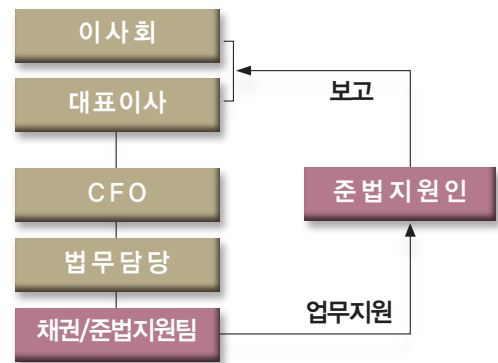 이사회
대표이사
보고
CFO
준법지원인
법무담당
업무지원
채권/준법지원팀